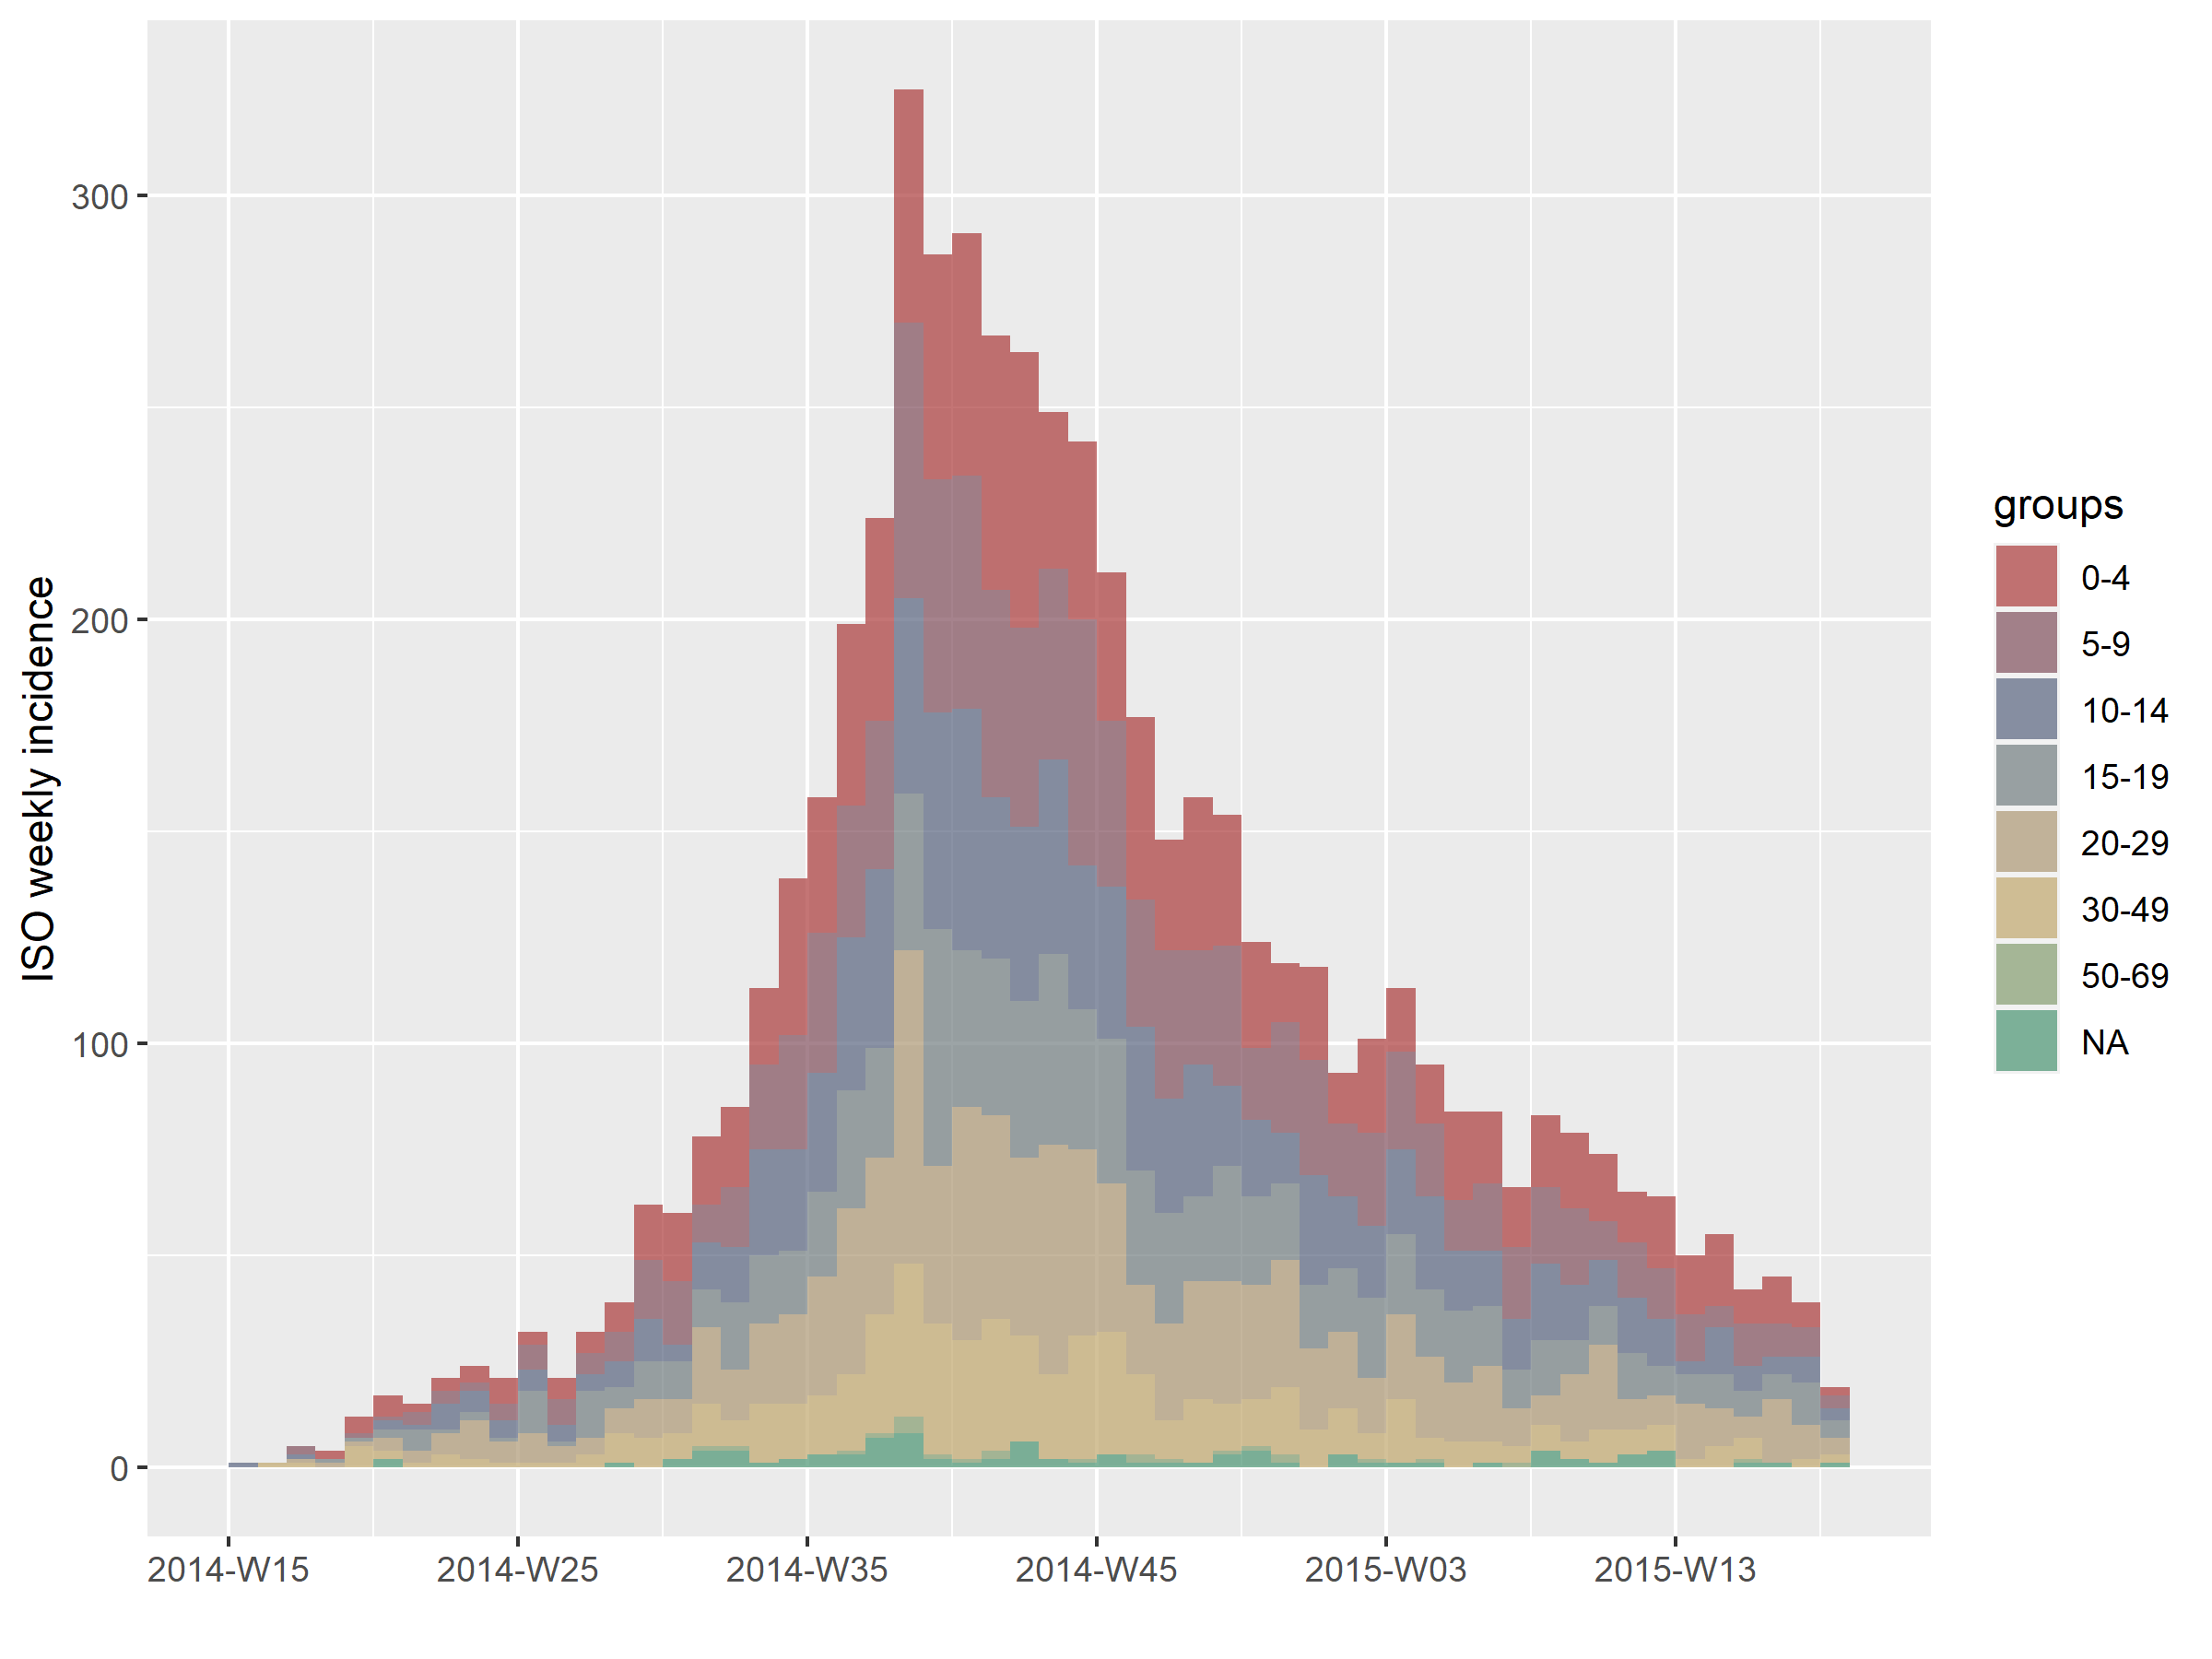 ISO weekly incidence
300
200
100
0
2014-W15
2014-W25
2014-W35
2014-W45
2015-W03
2015-W13
groups
0-4
5-9
10-14
15-19
20-29
30-49
50-69
NA